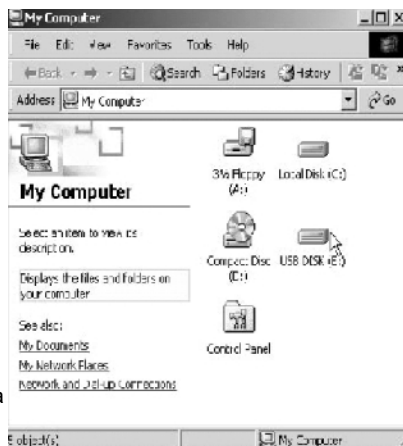 My Computer
File Edit View Favorites Tools Help
Back Search Folders History
Address My Computer Go
My Computer
Select an item to view its
description.
Displays the files and folders on
your computer
See also:
My Documents
My Network Places
Network and Dial-up Connections
3½ Floppy
(A:)
Local Disk (C:)
Compact Disc
(D:)
USB DISK (E:)
Control Panel
a
object(s)
My Computer